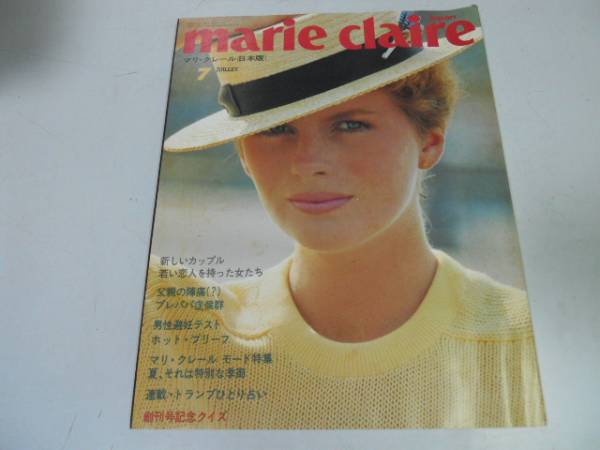 marie claire
japon
マリ・クレール(日本版)
7 JUILLET
新しいカップル
若い恋人を持った女たち
父親の陣痛(?)
プレパパ症候群
男性避妊テスト
ホット・ブリーフ
マリ・クレール モード特集
夏、それは特別な季節
連載・トランプひとり占い
創刊号記念クイズ